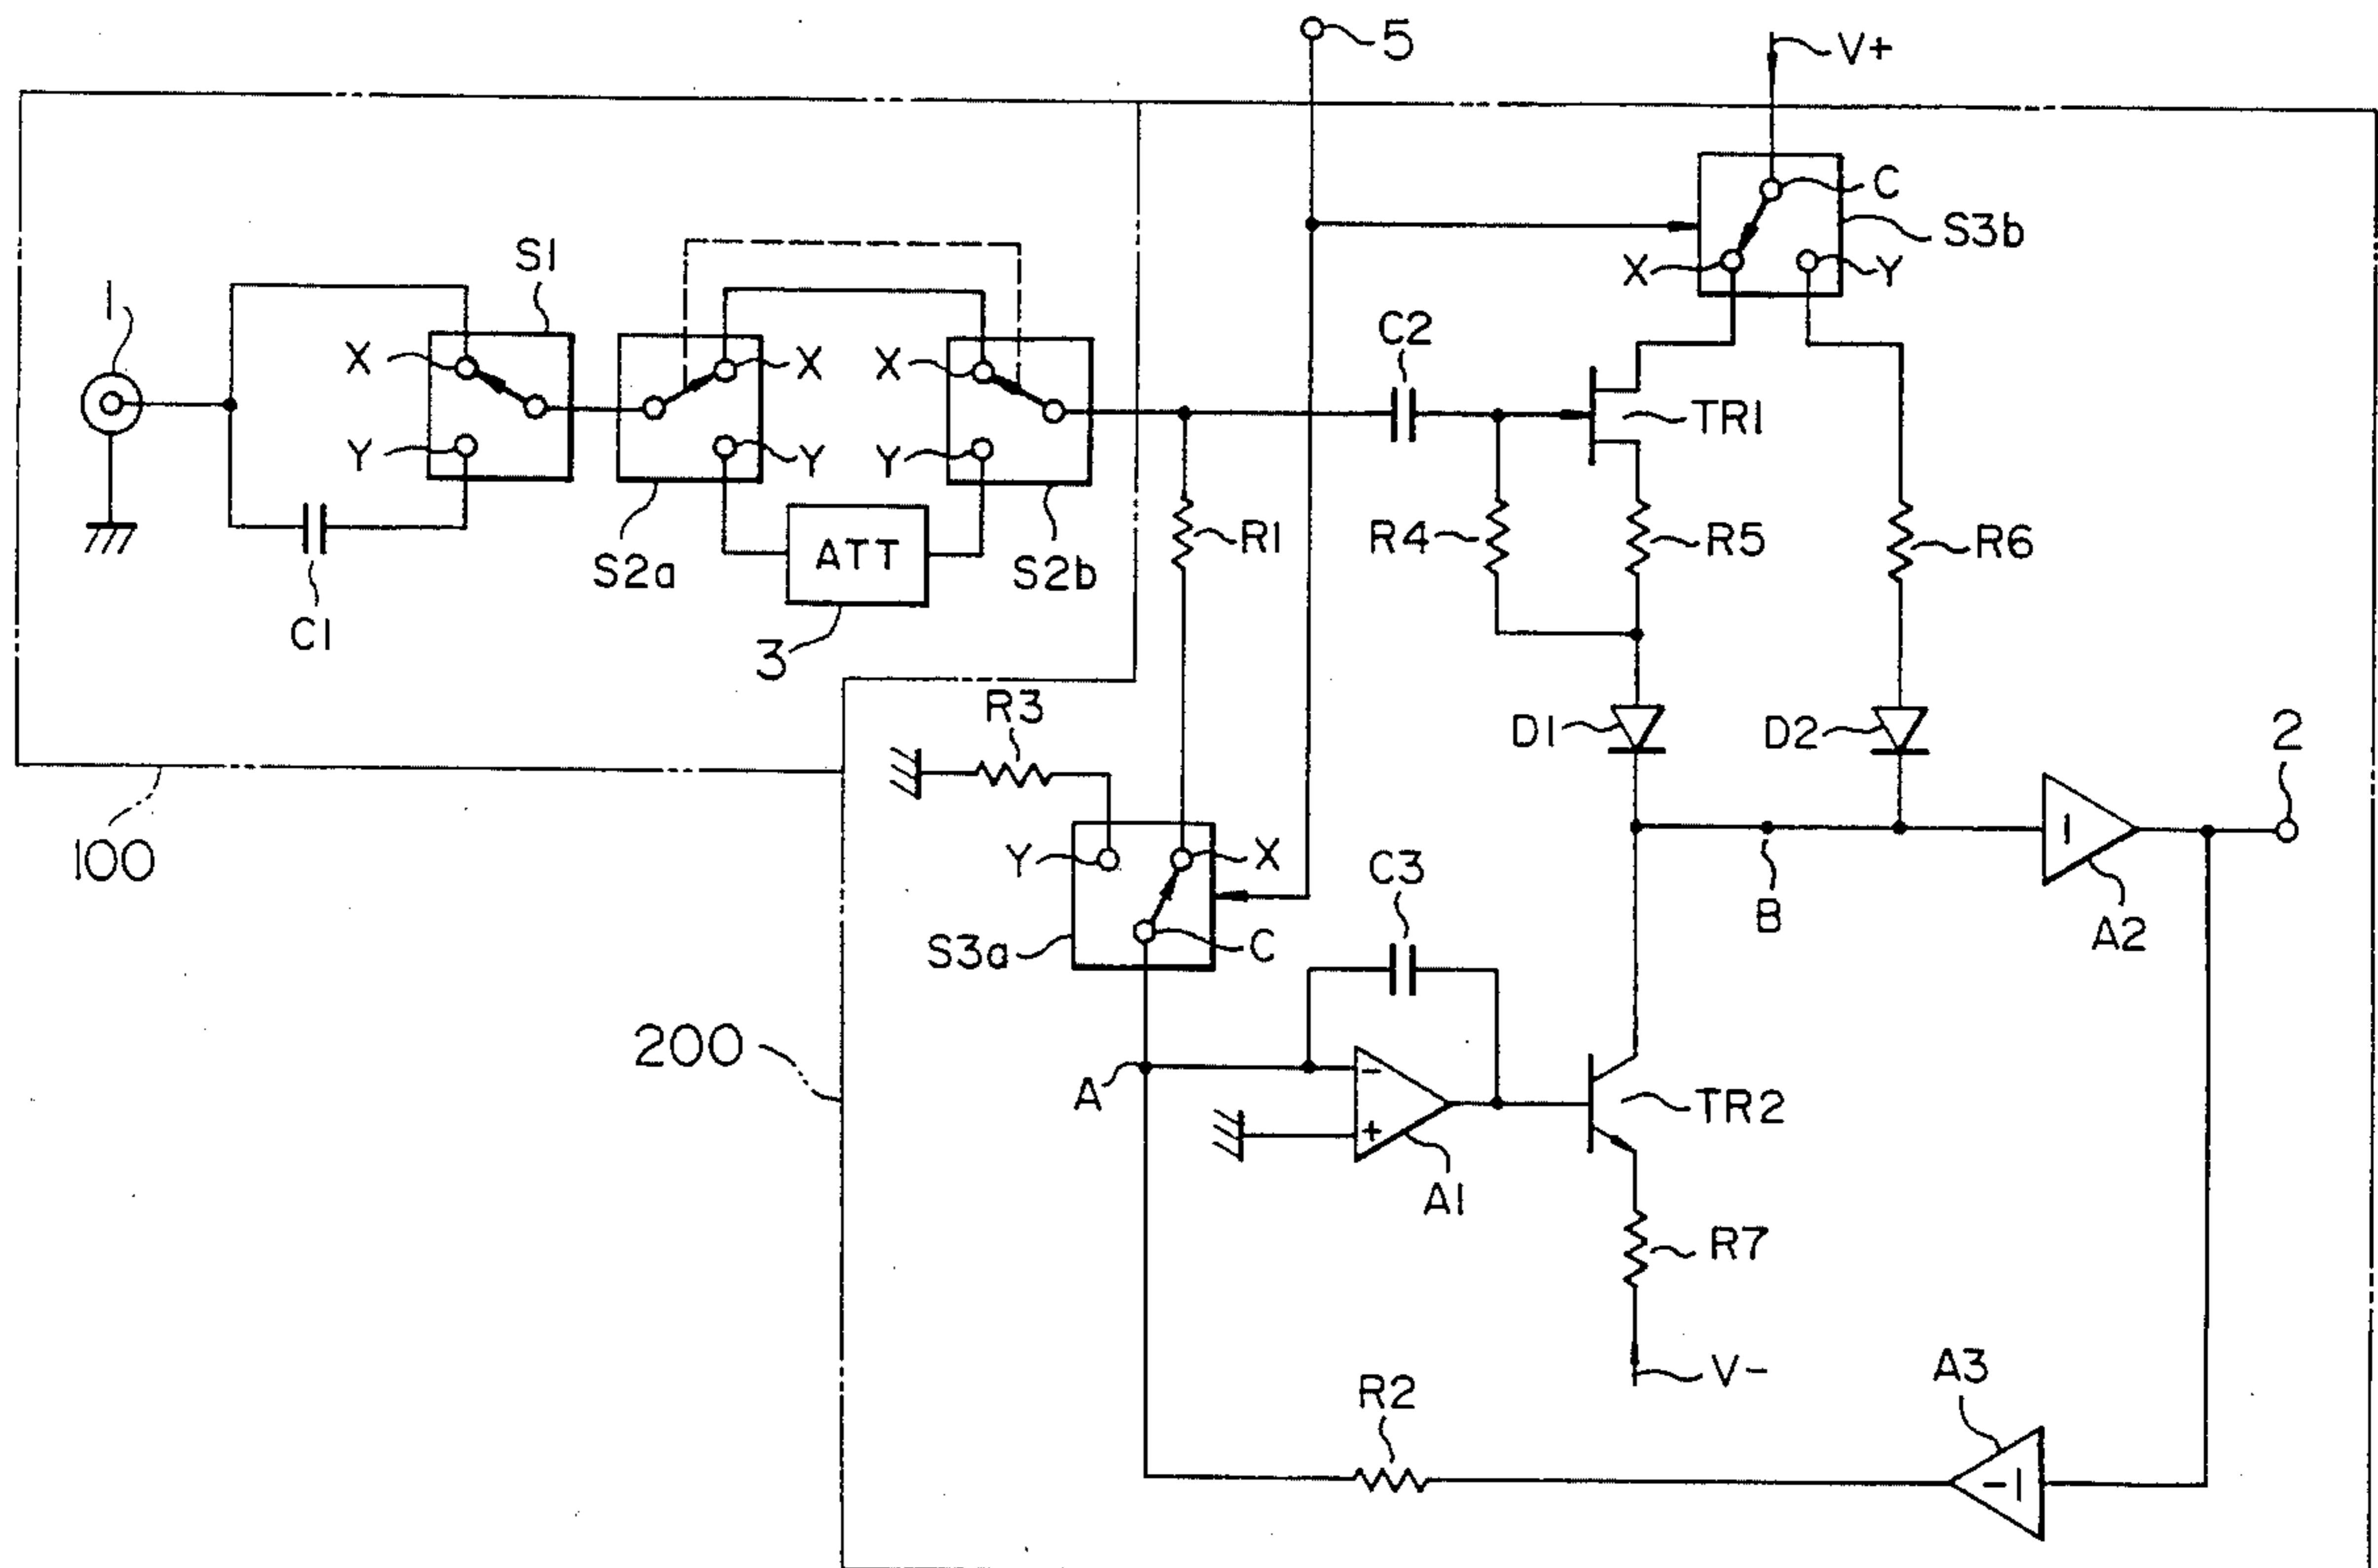 5
V+
C
S3b
X
Y
S1
1
X
X
X
C2
TR1
Y
Y
Y
R1
R4
R5
R6
S2a
ATT
S2b
C1
3
R3
D1
D2
2
100
Y
X
C3
1
B
A2
S3a
C
200
A
-
+
TR2
A1
R7
V-
A3
R2
-1